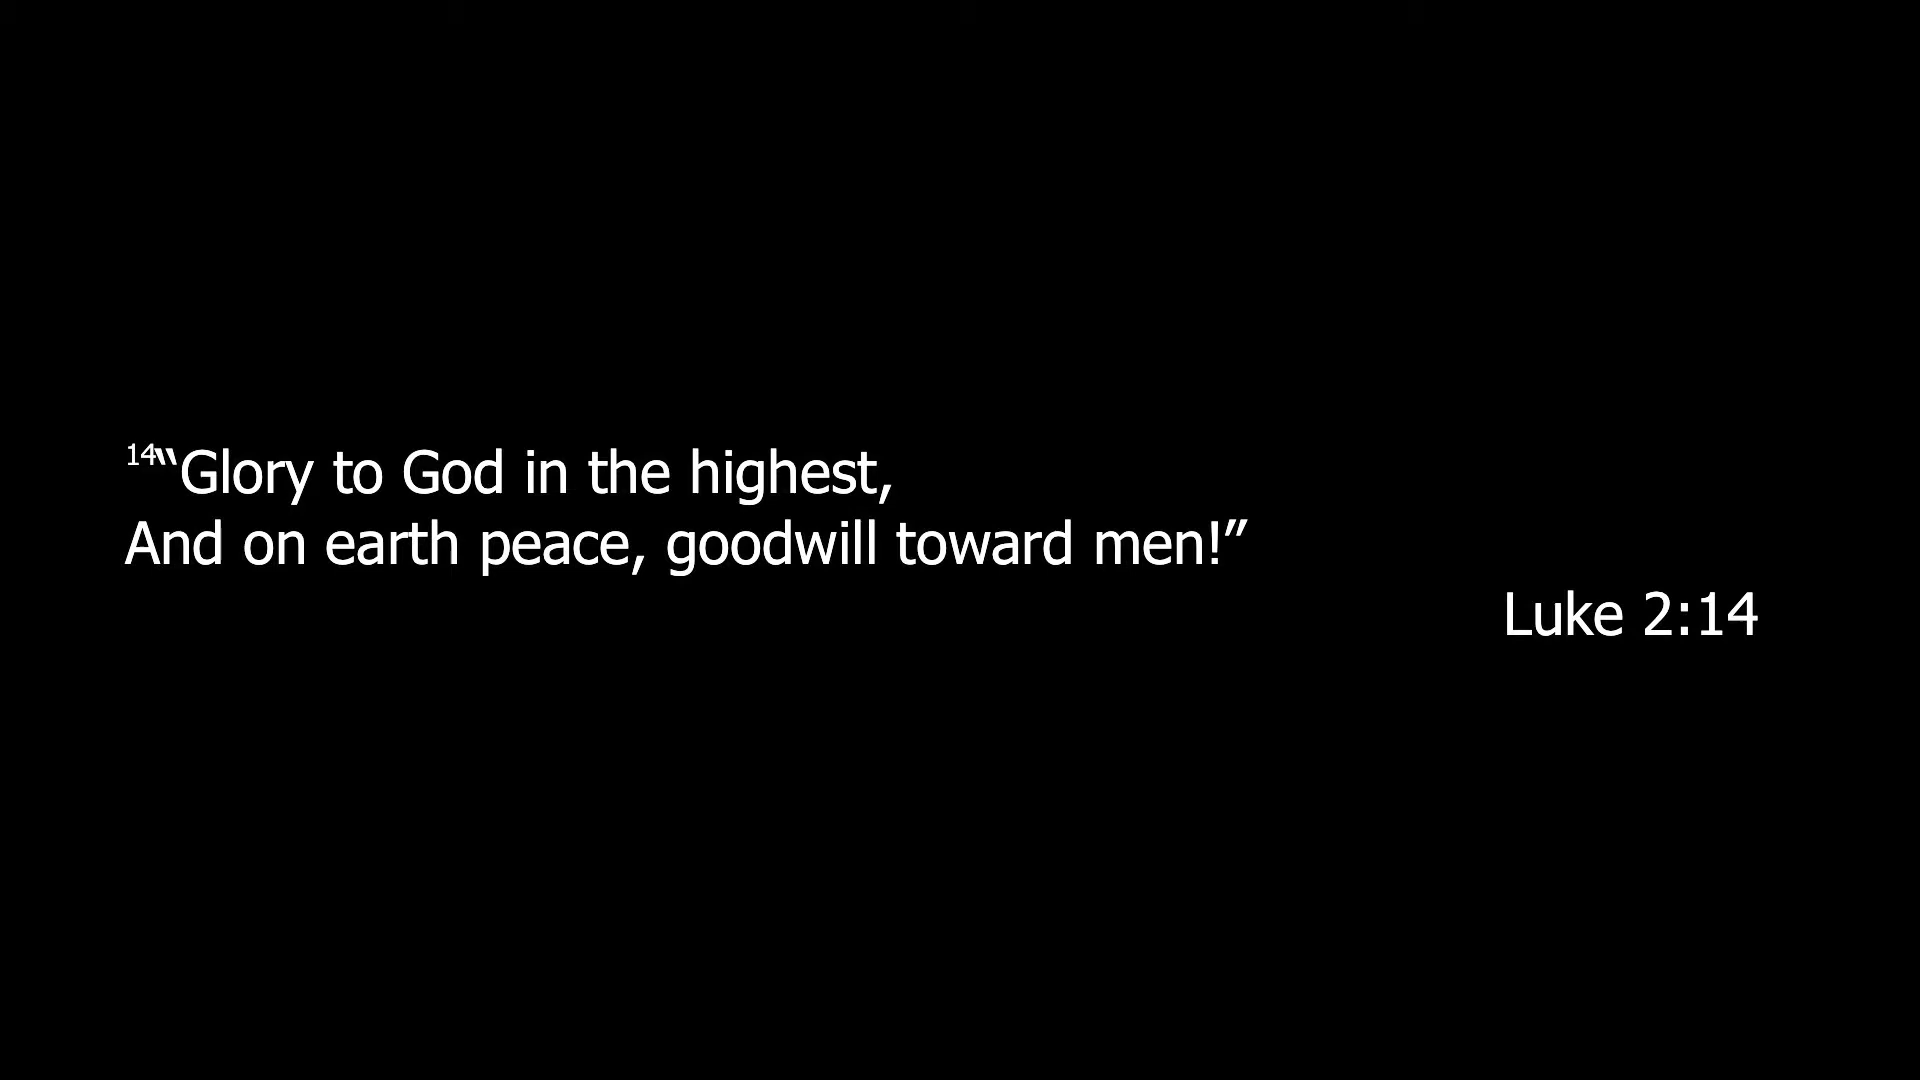 14“Glory to God in the highest,
And on earth peace, goodwill toward men!”
Luke 2:14